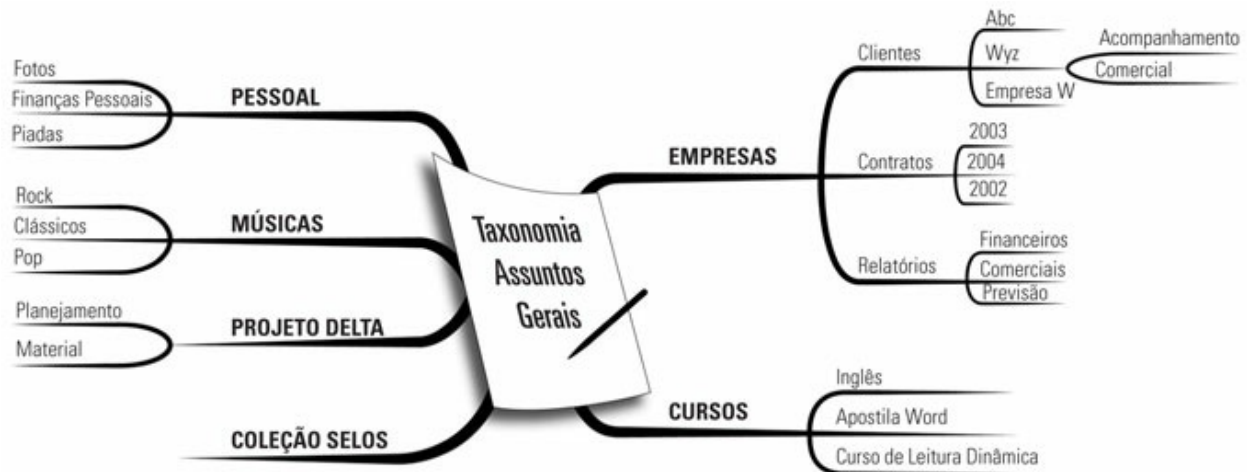 Taxonomia
Assuntos
Gerais
PESSOAL
Fotos
Finanças Pessoais
Piadas
MÚSICAS
Rock
Clássicos
Pop
PROJETO DELTA
Planejamento
Material
COLEÇÃO SELOS
EMPRESAS
Clientes
Abc
Wyz
Acompanhamento
Comercial
Empresa W
Contratos
2003
2004
2002
Relatórios
Financeiros
Comerciais
Previsão
CURSOS
Inglês
Apostila Word
Curso de Leitura Dinâmica